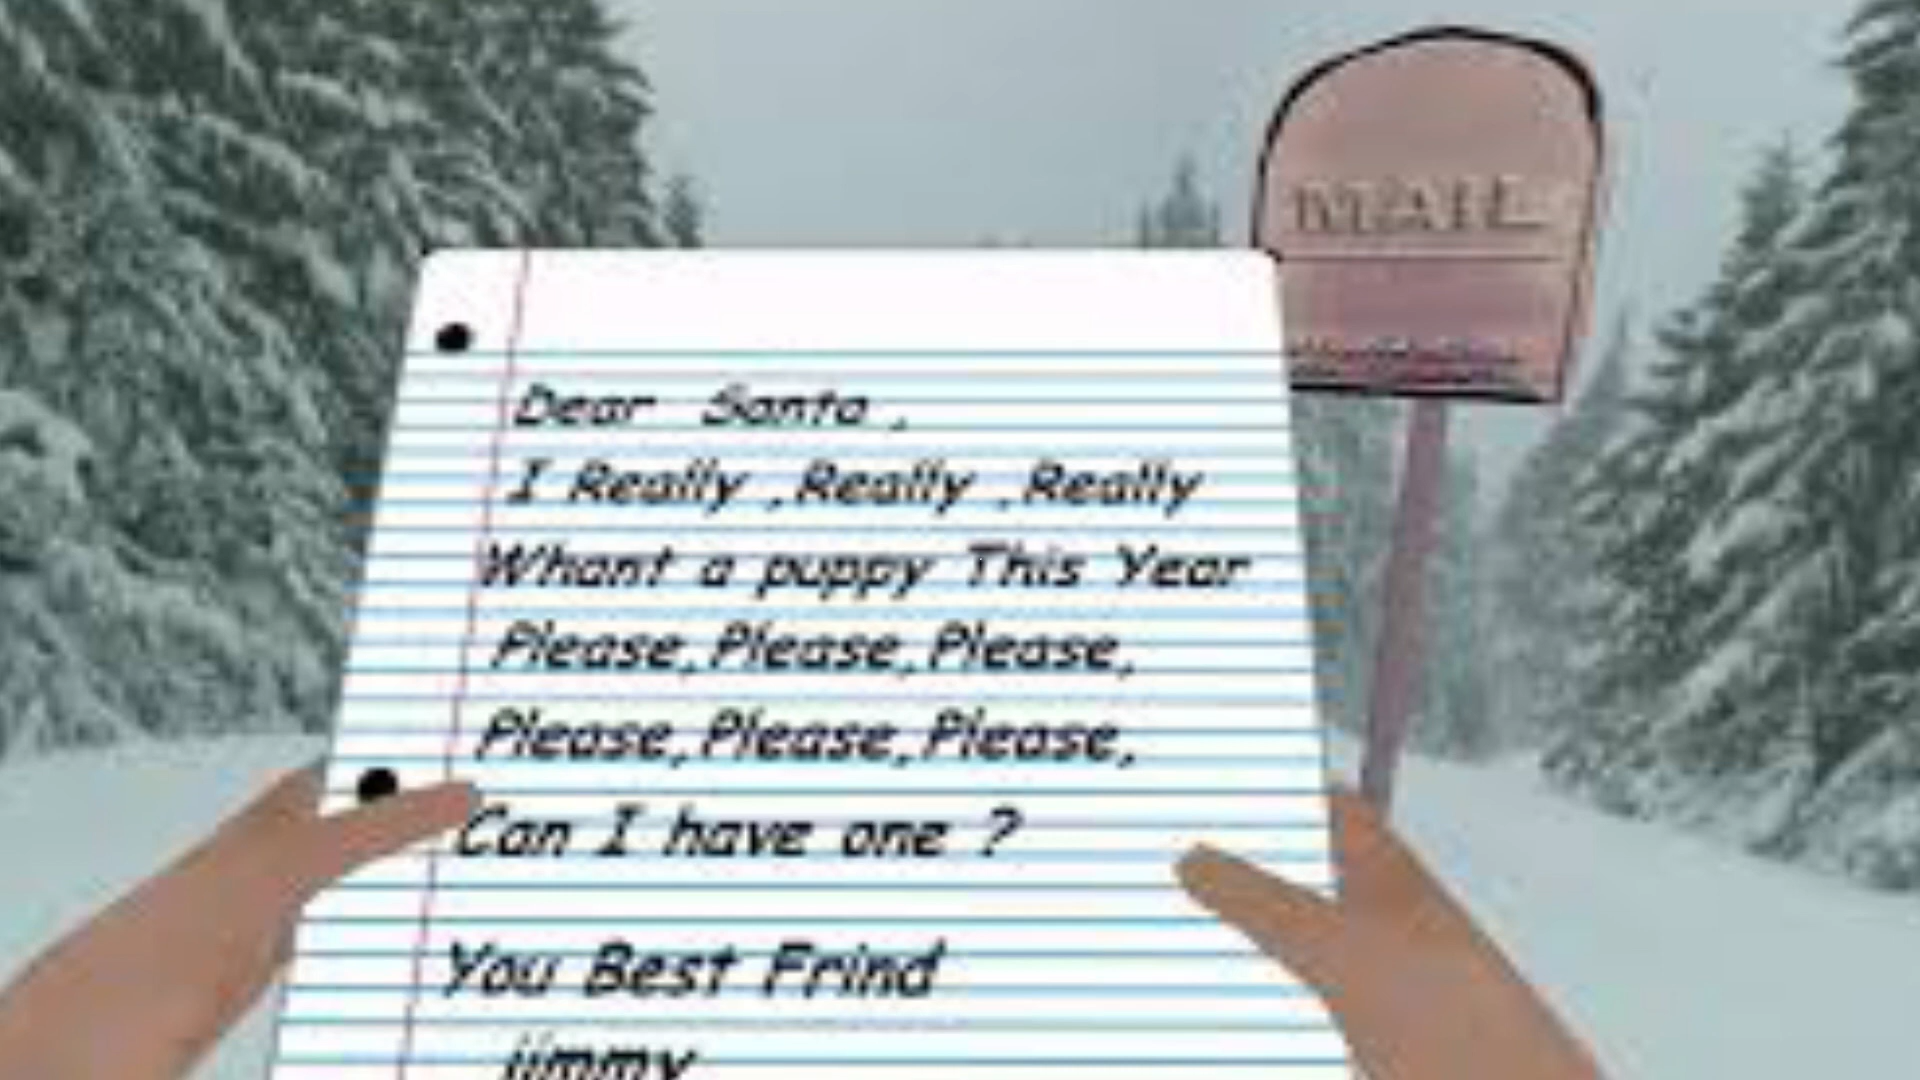 MAIL
Dear Santa,
I Really ,Really ,Really
Whant a puppy This Year
Please,Please,Please,
Please,Please,Please,
Can I have one ?
You Best Frind
jimmy